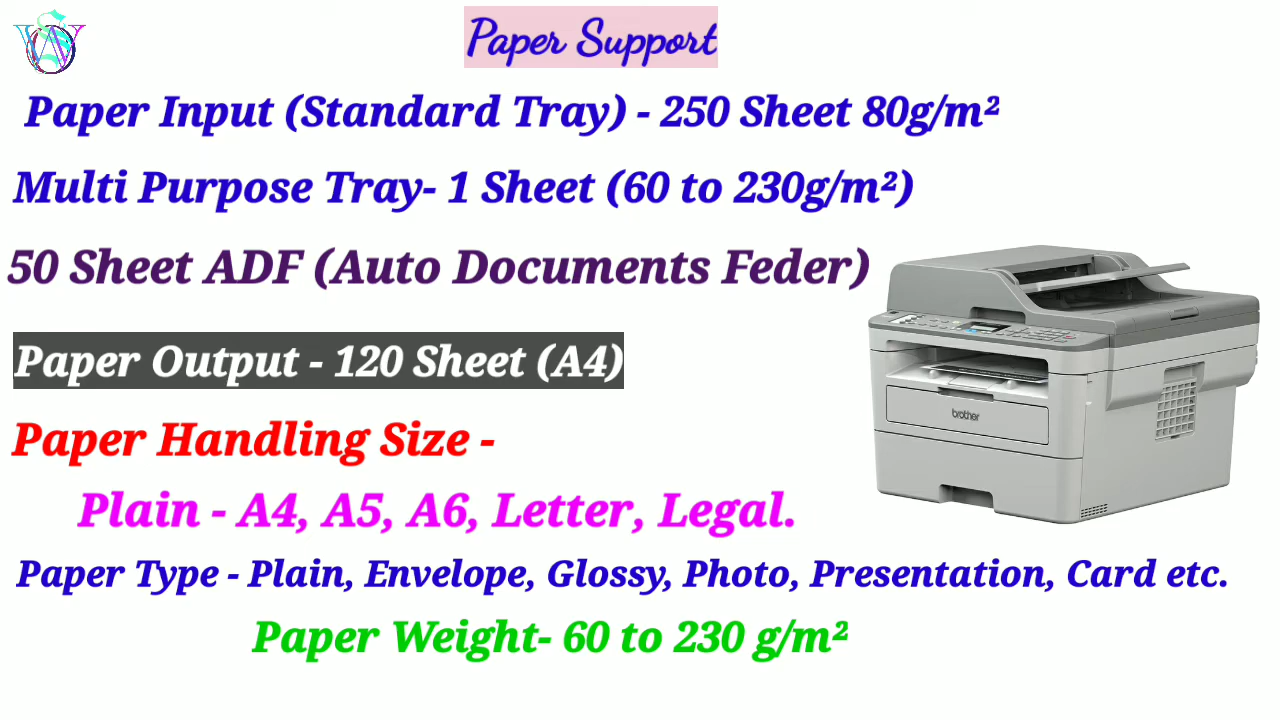 Paper Support
Paper Input (Standard Tray) - 250 Sheet 80g/m²
Multi Purpose Tray- 1 Sheet (60 to 230g/m²)
50 Sheet ADF (Auto Documents Feder)
Paper Output - 120 Sheet (A4)
brother
Paper Handling Size -
Plain - A4, A5, A6, Letter, Legal.
Paper Type - Plain, Envelope, Glossy, Photo, Presentation, Card etc.
Paper Weight- 60 to 230 g/m²